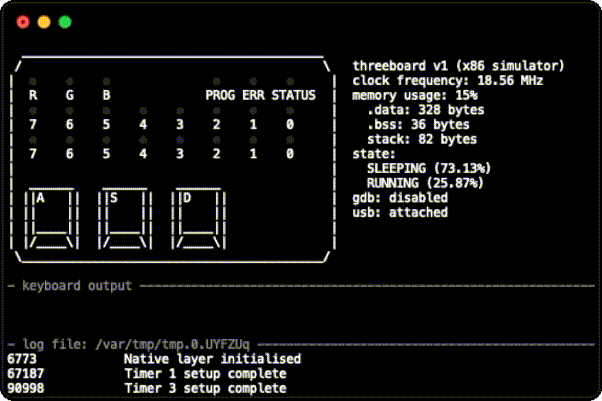 threeboard v1 (x86 simulator)
clock frequency: 18.56 MHz
memory usage: 15%
.data: 328 bytes
.bss: 36 bytes
stack: 82 bytes
state:
SLEEPING (73.13%)
RUNNING (25.87%)
gdb: disabled
usb: attached
R G B PROG ERR STATUS
7 6 5 4 3 2 1 0
7 6 5 4 3 2 1 0
A S D
keyboard output
log file: /var/tmp/tmp.0.UYFZUq
6773 Native layer initialised
67187 Timer 1 setup complete
90998 Timer 3 setup complete